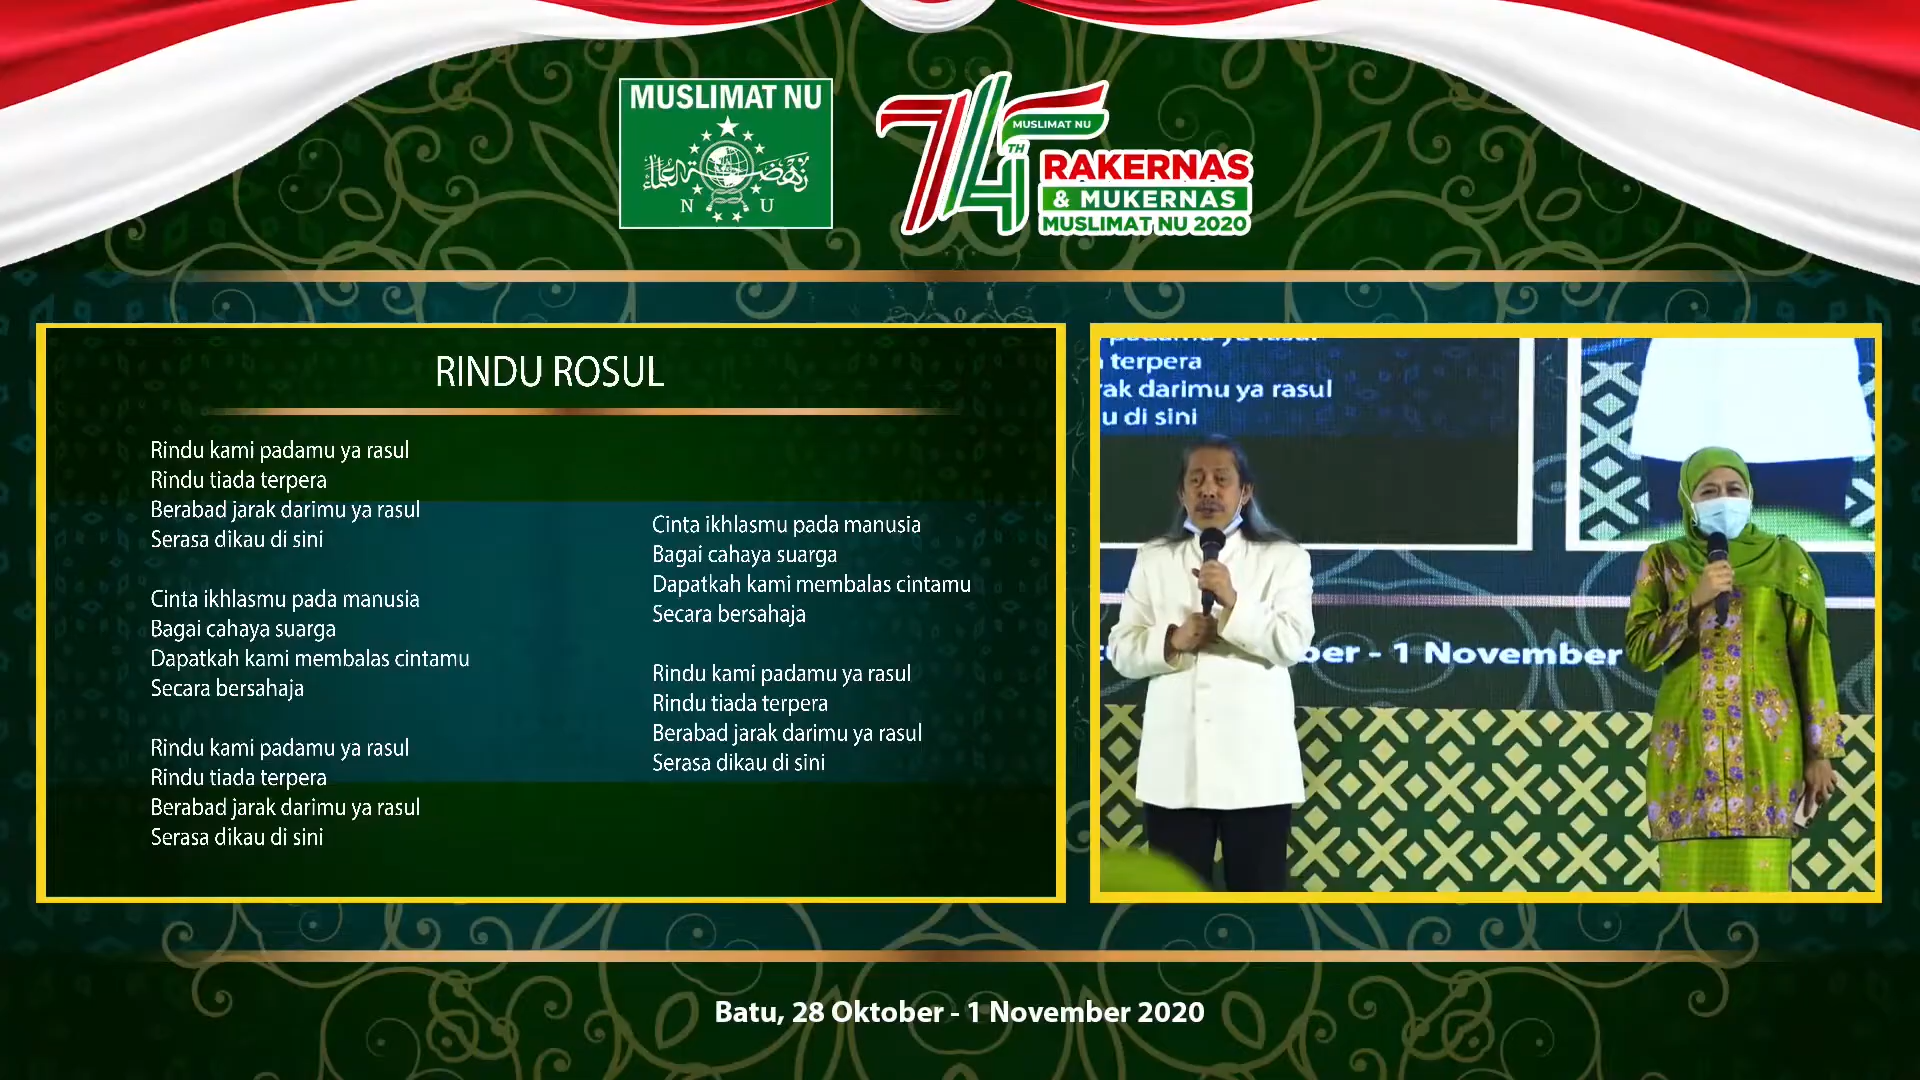 MUSLIMAT NU
نهضة العلماء
N U
74
TH
MUSLIMAT NU
RAKERNAS
& MUKERNAS
MUSLIMAT NU 2020
RINDU ROSUL
Rindu kami padamu ya rasul
Rindu tiada terpera
Berabad jarak darimu ya rasul
Serasa dikau di sini
Cinta ikhlasmu pada manusia
Bagai cahaya suarga
Dapatkah kami membalas cintamu
Secara bersahaja
Rindu kami padamu ya rasul
Rindu tiada terpera
Berabad jarak darimu ya rasul
Serasa dikau di sini
Cinta ikhlasmu pada manusia
Bagai cahaya suarga
Dapatkah kami membalas cintamu
Secara bersahaja
Rindu kami padamu ya rasul
Rindu tiada terpera
Berabad jarak darimu ya rasul
Serasa dikau di sini
terpera
rak darimu ya rasul
u di sini
ber - 1 November
Batu, 28 Oktober - 1 November 2020